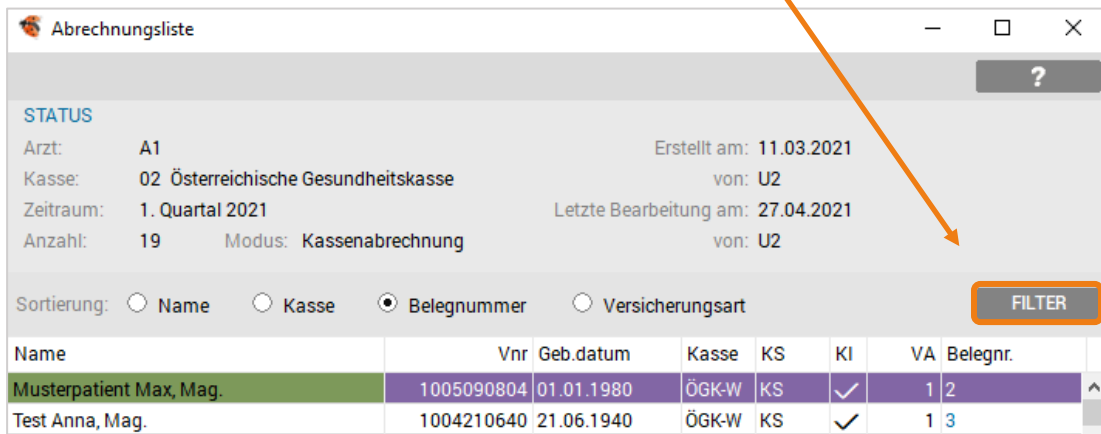 Abrechnungsliste
?
STATUS
Arzt: A1 Erstellt am: 11.03.2021
Kasse: 02 Österreichische Gesundheitskasse von: U2
Zeitraum: 1. Quartal 2021 Letzte Bearbeitung am: 27.04.2021
Anzahl: 19 Modus: Kassenabrechnung von: U2
Sortierung: Name Kasse Belegnummer Versicherungsart FILTER
Name Vnr Geb.datum Kasse KS KI VA Belegnr.
Musterpatient Max, Mag. 1005090804 01.01.1980 ÖGK-W KS ✓ 1 2
Test Anna, Mag. 1004210640 21.06.1940 ÖGK-W KS ✓ 1 3